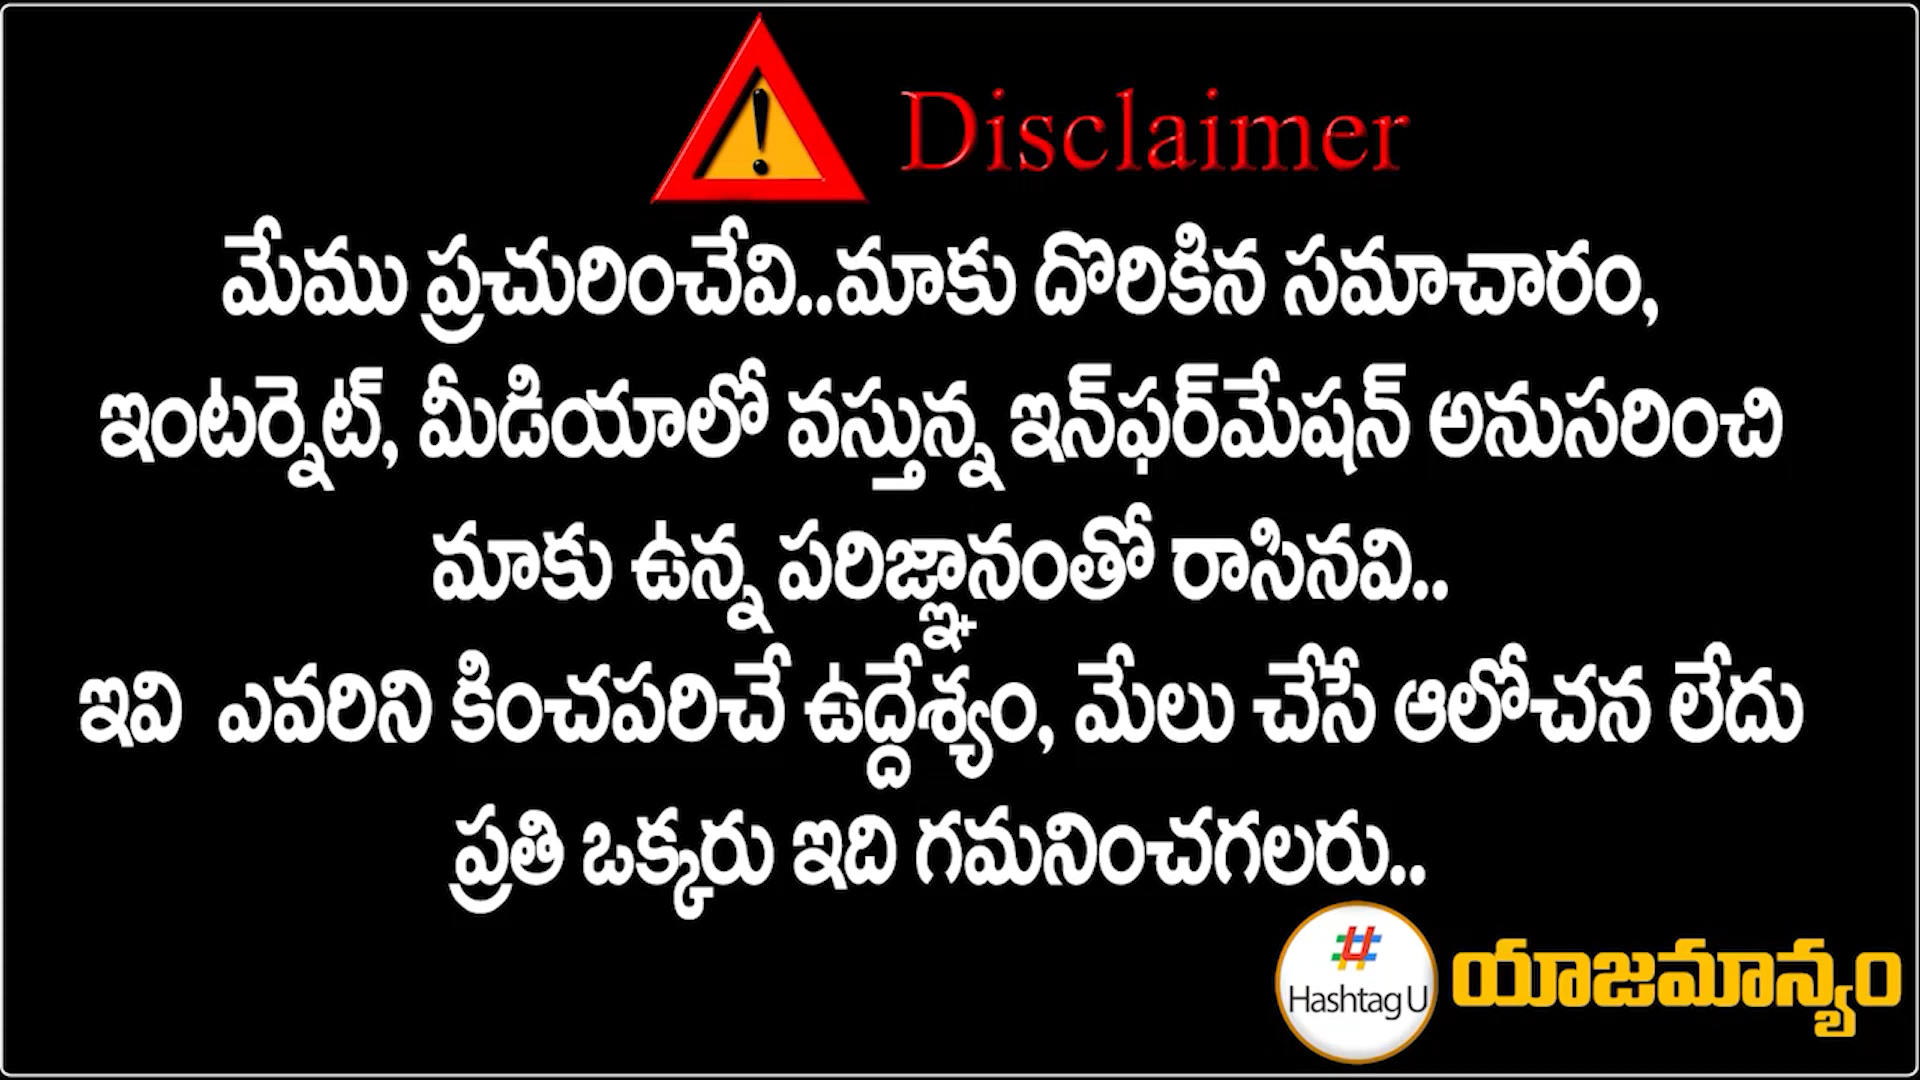 Disclaimer
మేము ప్రచురించేవి..మాకు దొరికిన సమాచారం,
ఇంటర్నెట్, మీడియాలో వస్తున్న ఇన్‌ఫర్‌మేషన్ అనుసరించి
మాకు ఉన్న పరిజ్ఞానంతో రాసినవి..
ఇవి ఎవరిని కించపరిచే ఉద్దేశ్యం, మేలు చేసే ఆలోచన లేదు
ప్రతి ఒక్కరు ఇది గమనించగలరు..
# Hashtag U
యాజమాన్యం